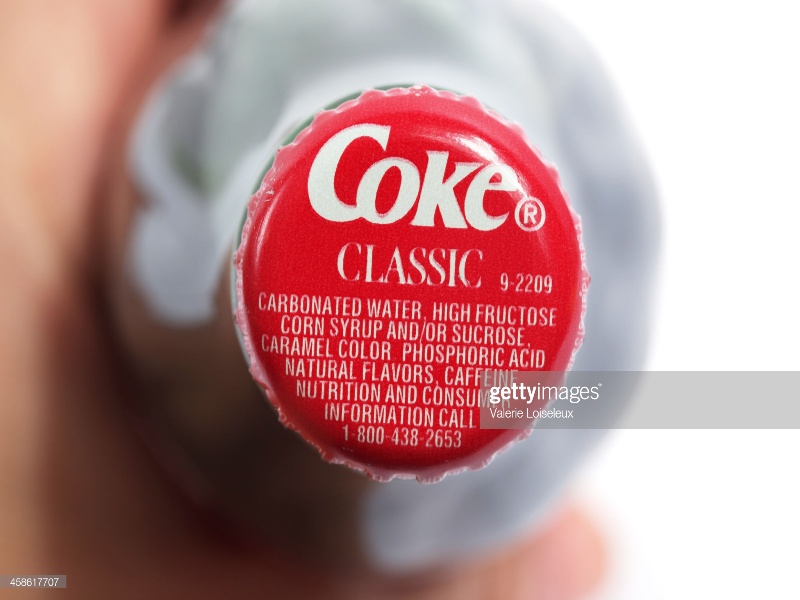 Coke®
CLASSIC 9-2209
CARBONATED WATER, HIGH FRUCTOSE
CORN SYRUP AND/OR SUCROSE,
CARAMEL COLOR, PHOSPHORIC ACID
NATURAL FLAVORS, CAFFEINE
NUTRITION AND CONSUMER
INFORMATION CALL
1-800-438-2653
gettyimages®
Valerie Loiseleux
458617707